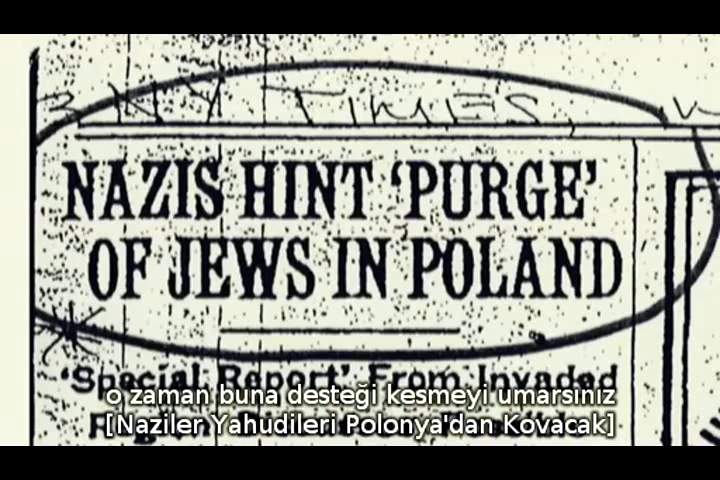 NY TIMES,
NAZIS HINT ‘PURGE’
OF JEWS IN POLAND
‘Special Report’ From Invaded
o zaman buna desteği kesmeyi umarsınız
[Naziler Yahudileri Polonya'dan Kovacak]